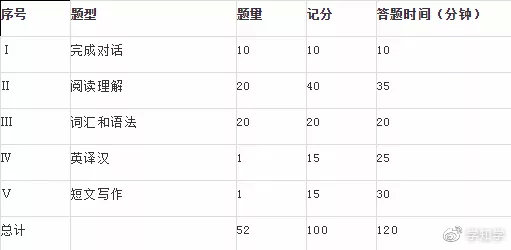 序号 题型 题量 记分 答题时间（分钟）
Ⅰ 完成对话 10 10 10
Ⅱ 阅读理解 20 40 35
Ⅲ 词汇和语法 20 20 20
Ⅳ 英译汉 1 15 25
Ⅴ 短文写作 1 15 30
总计 52 100 120
学知学